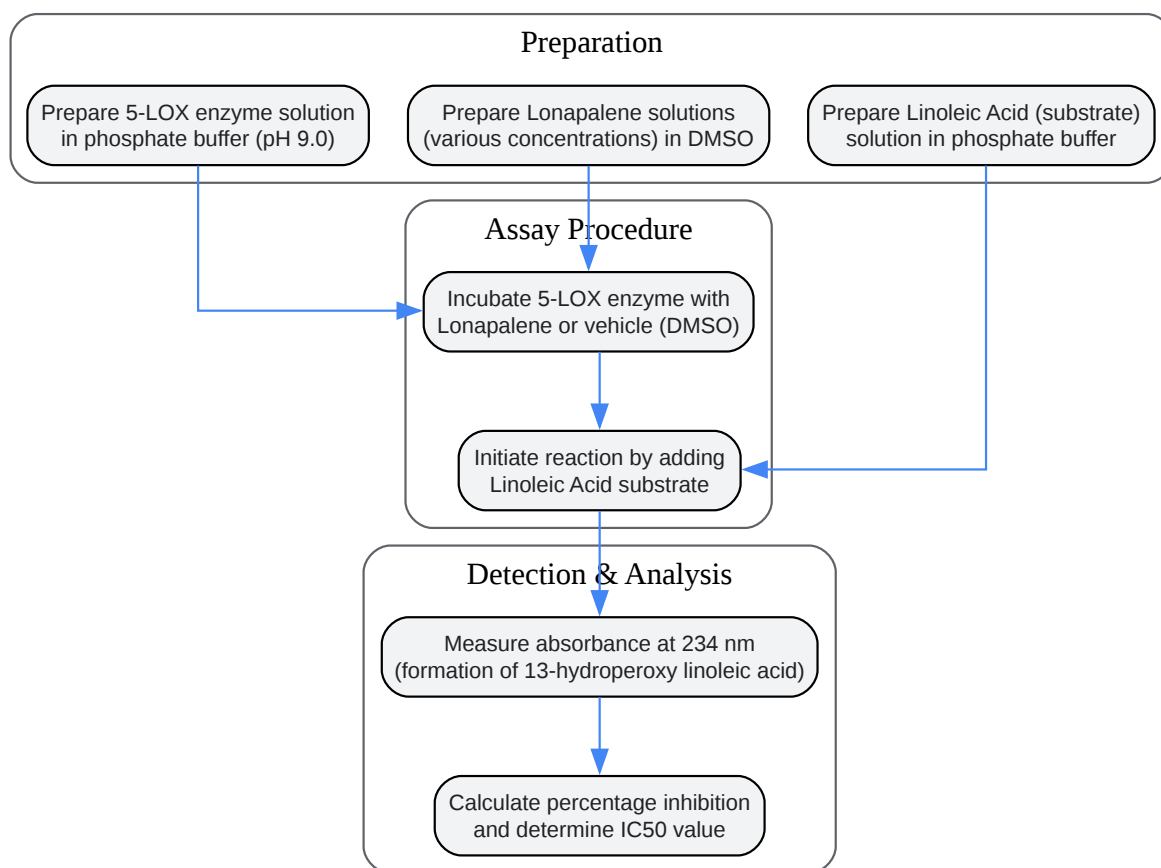 Preparation
Prepare 5-LOX enzyme solution
in phosphate buffer (pH 9.0)
Prepare Lonapalene solutions
(various concentrations) in DMSO
Prepare Linoleic Acid (substrate)
solution in phosphate buffer
Assay Procedure
Incubate 5-LOX enzyme with
Lonapalene or vehicle (DMSO)
Initiate reaction by adding
Linoleic Acid substrate
Detection & Analysis
Measure absorbance at 234 nm
(formation of 13-hydroperoxy linoleic acid)
Calculate percentage inhibition
and determine IC50 value